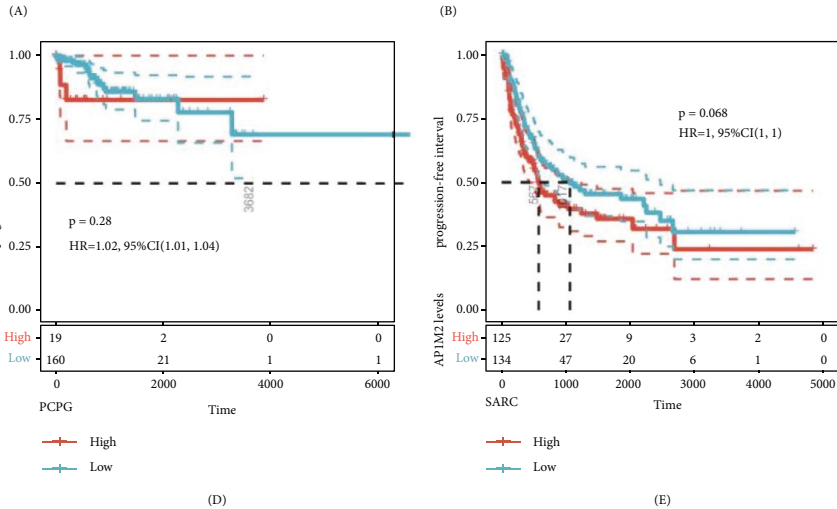 (A)
(B)
1.00
0.75
0.50
0.25
0.00
3682
p = 0.28
HR=1.02, 95%CI(1.01, 1.04)
High
19
2
0
0
Low
160
21
1
1
0
2000
4000
6000
PCPG
Time
High
Low
(D)
progression-free interval
1.00
0.75
0.50
0.25
0.00
p = 0.068
HR=1, 95%CI(1, 1)
AP1M2 levels
125
27
9
3
2
0
134
47
20
6
1
0
0
1000
2000
3000
4000
5000
SARC
Time
High
Low
(E)